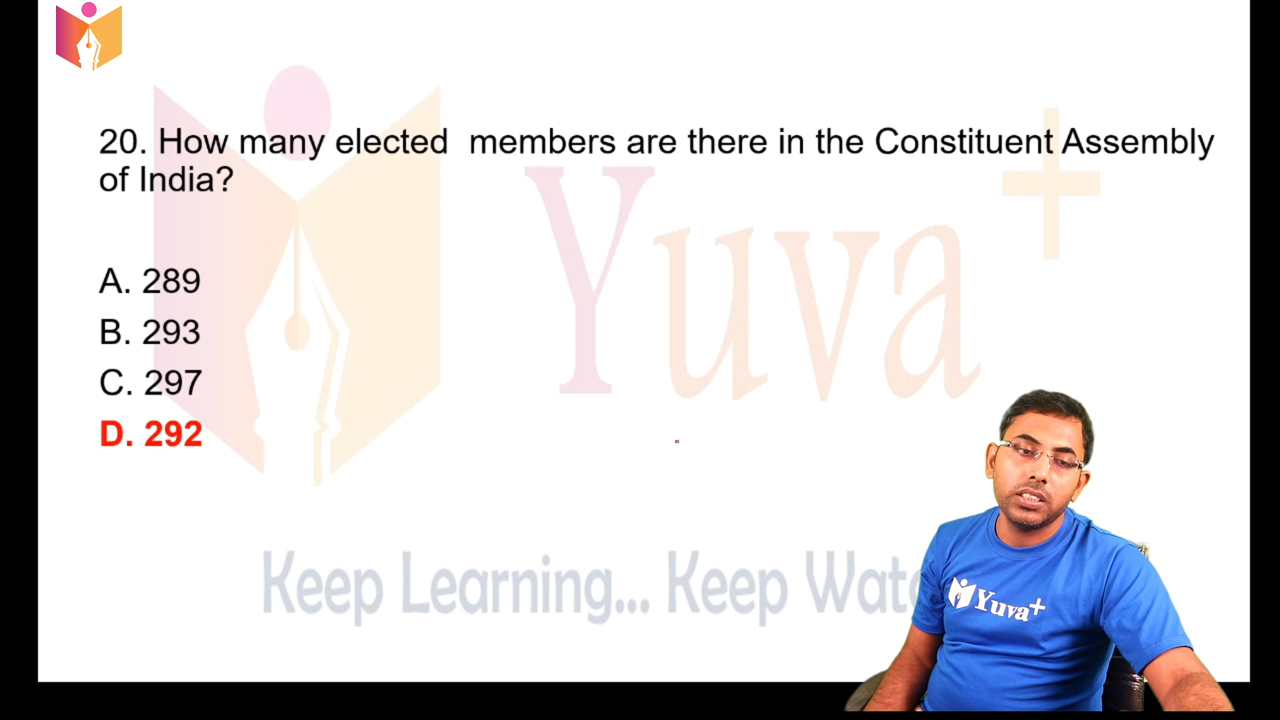 20. How many elected  members are there in the Constituent Assembly
of India?
A. 289
B. 293
C. 297
D. 292
Yuva+
Keep Learning... Keep
Yuva+